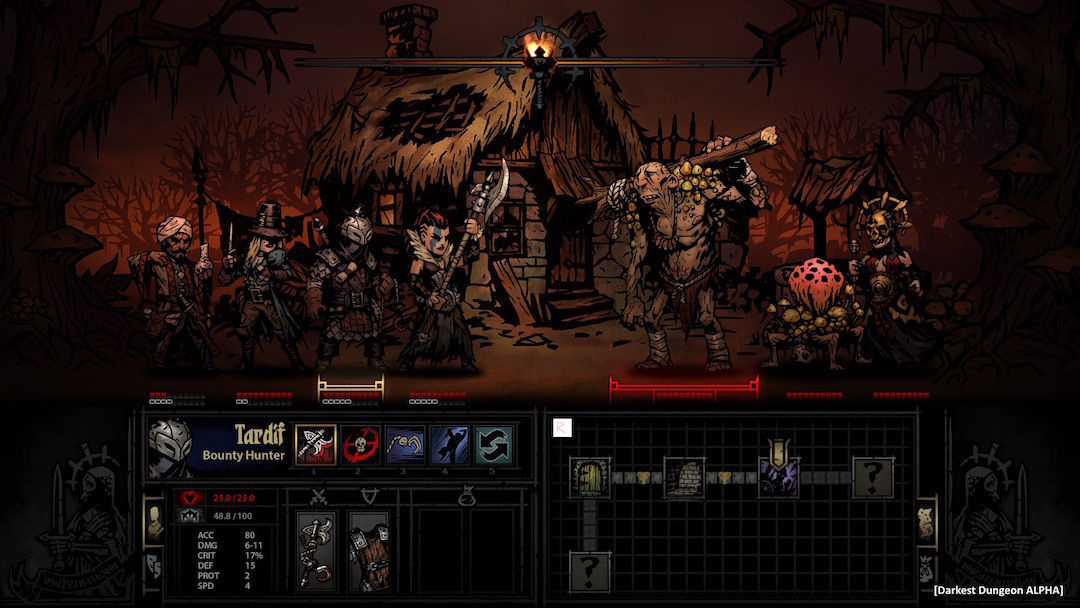 Tardif
Bounty Hunter
1 2 3 4 5
R
25.0/25.0
48.8/100
ACC 80
DMG 6-11
CRIT 17%
DEF 15
PROT 2
SPD 4
?
?
[Darkest Dungeon ALPHA]